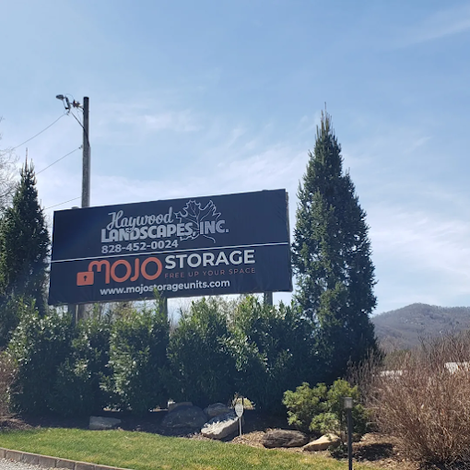 Haywood
LANDSCAPES, INC.
828-452-0024
MOJO STORAGE
FREE UP YOUR SPACE
www.mojostorageunits.com